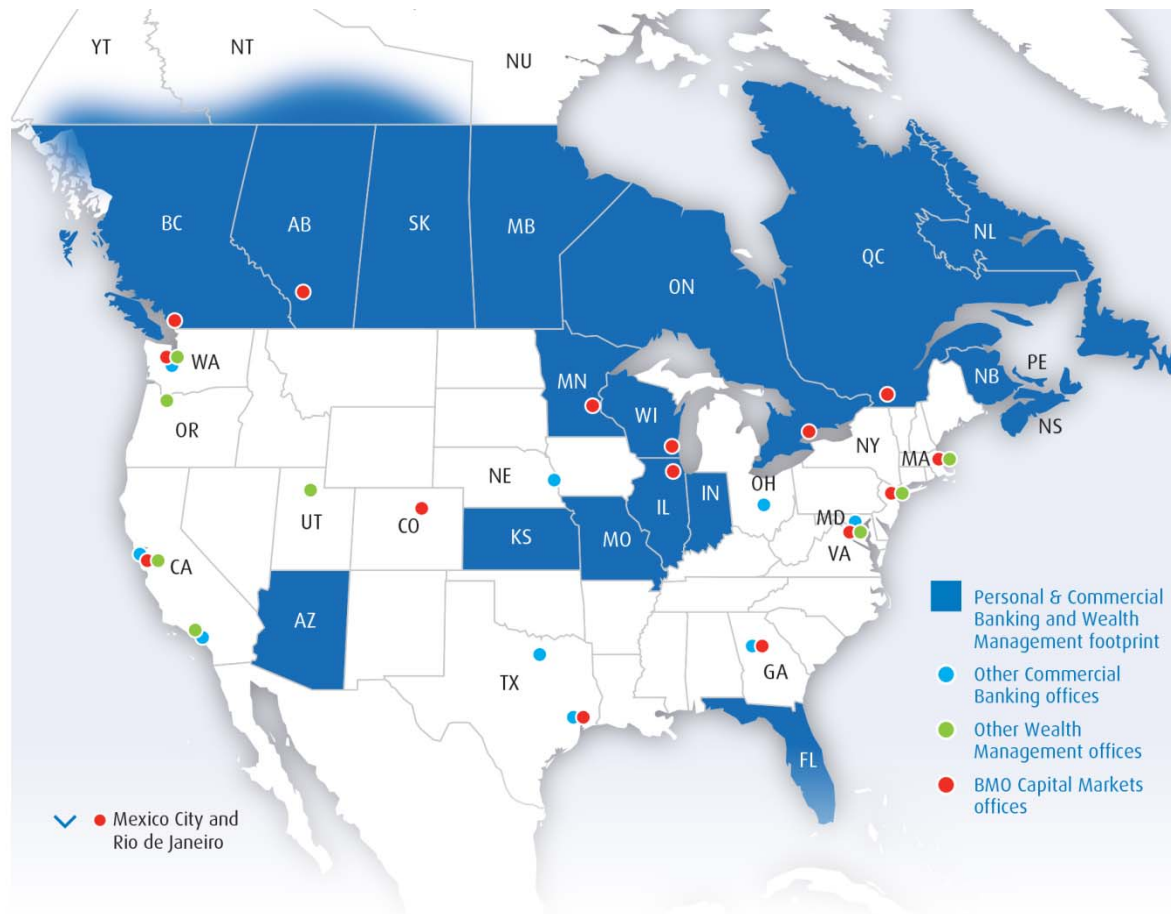 YT
NT
NU
BC
AB
SK
MB
ON
QC
NL
NB
PE
NS
WA
OR
MN
WI
NY
MA
NE
UT
CO
CA
KS
MO
IL
IN
OH
MD
VA
AZ
TX
GA
FL
Personal & Commercial
Banking and Wealth
Management footprint
Other Commercial
Banking offices
Other Wealth
Management offices
BMO Capital Markets
offices
Mexico City and
Rio de Janeiro